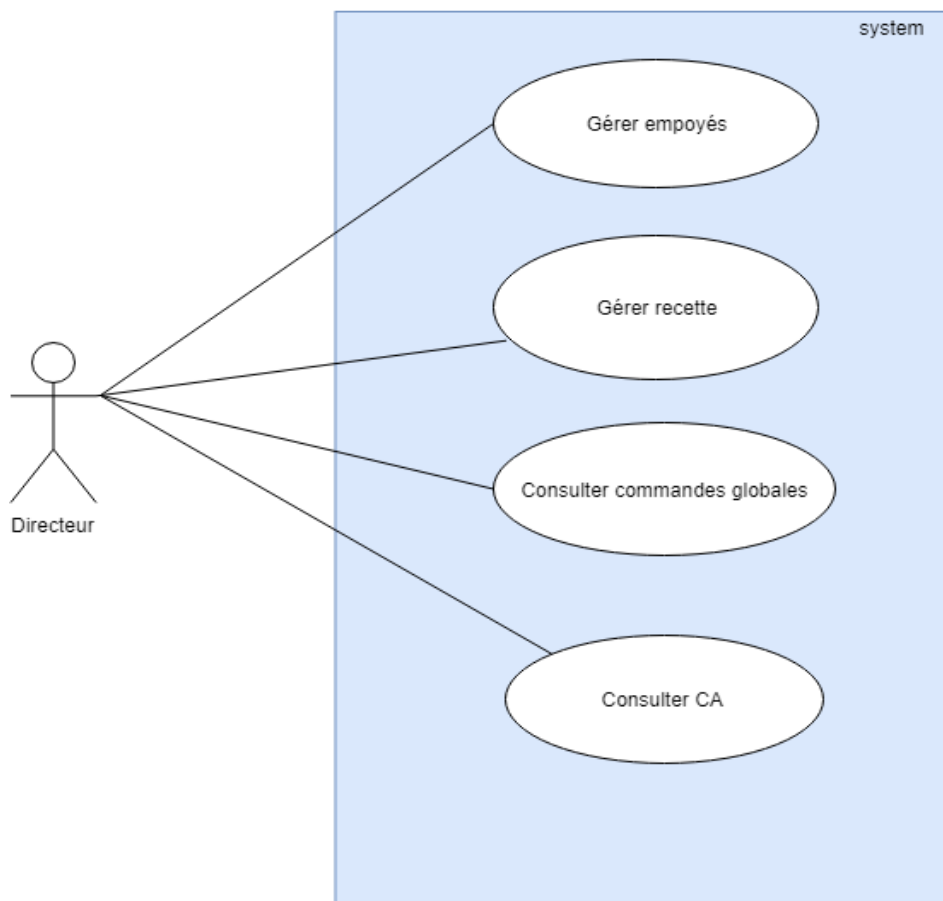 system
Gérer empoyés
Gérer recette
Consulter commandes globales
Directeur
Consulter CA